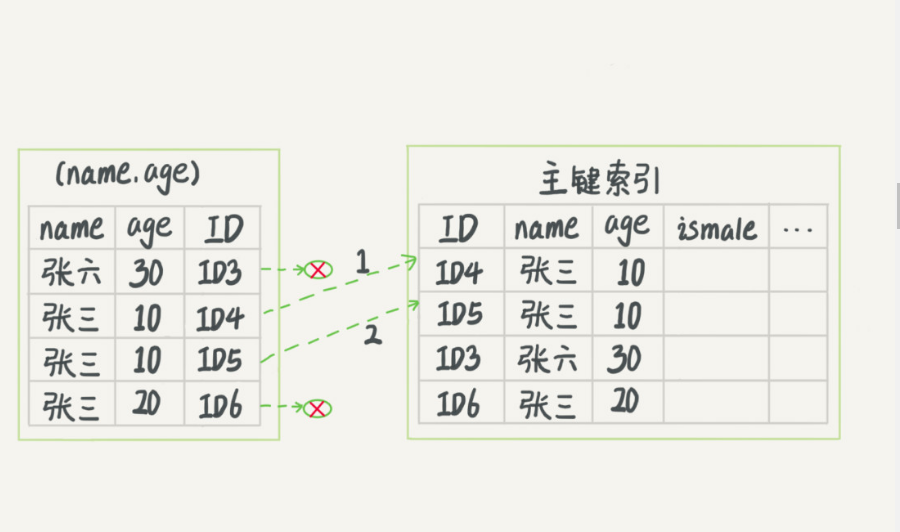 (name.age)
name age ID
张六 30 ID3
张三 10 ID4
张三 10 ID5
张三 20 ID6
1
2
主键索引
ID name age ismale ...
ID4 张三 10
ID5 张三 10
ID3 张六 30
ID6 张三 20